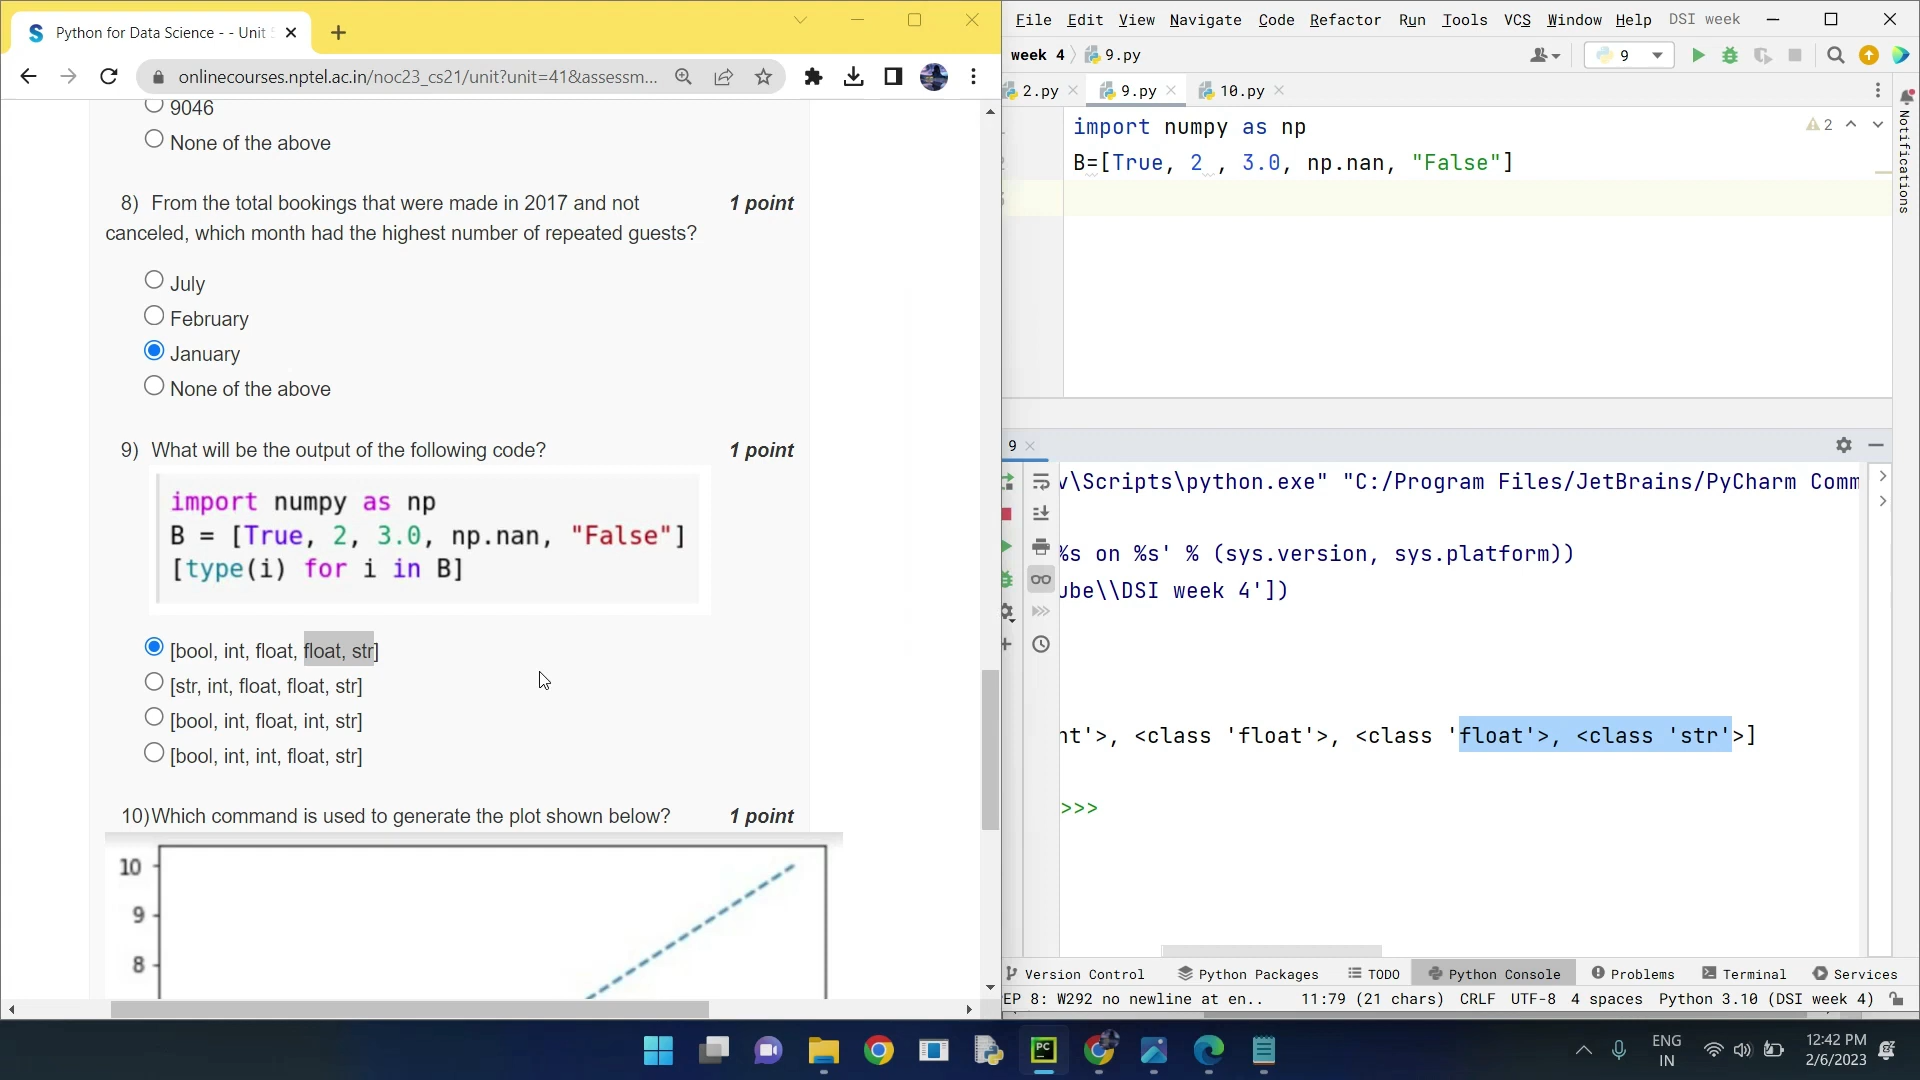 Python for Data Science - - Unit
onlinecourses.nptel.ac.in/noc23_cs21/unit?unit=41&assessm...
9046
None of the above
8) From the total bookings that were made in 2017 and not 1 point
canceled, which month had the highest number of repeated guests?
July
February
January
None of the above
9) What will be the output of the following code? 1 point
import numpy as np
B = [True, 2, 3.0, np.nan, "False"]
[type(i) for i in B]
[bool, int, float, float, str]
[str, int, float, float, str]
[bool, int, float, int, str]
[bool, int, int, float, str]
10)Which command is used to generate the plot shown below? 1 point
10
9
8
File Edit View Navigate Code Refactor Run Tools VCS Window Help DSI week
week 4 9.py 9
2.py 9.py 10.py
import numpy as np
B=[True, 2 , 3.0, np.nan, "False"]
2
Notifications
9
v\Scripts\python.exe" "C:/Program Files/JetBrains/PyCharm Comm
%s on %s' % (sys.version, sys.platform))
ube\\DSI week 4'])
nt'>, <class 'float'>, <class 'float'>, <class 'str'>]
>>>
Version Control Python Packages TODO Python Console Problems Terminal Services
EP 8: W292 no newline at en.. 11:79 (21 chars) CRLF UTF-8 4 spaces Python 3.10 (DSI week 4)
PC
ENG
IN
12:42 PM
2/6/2023